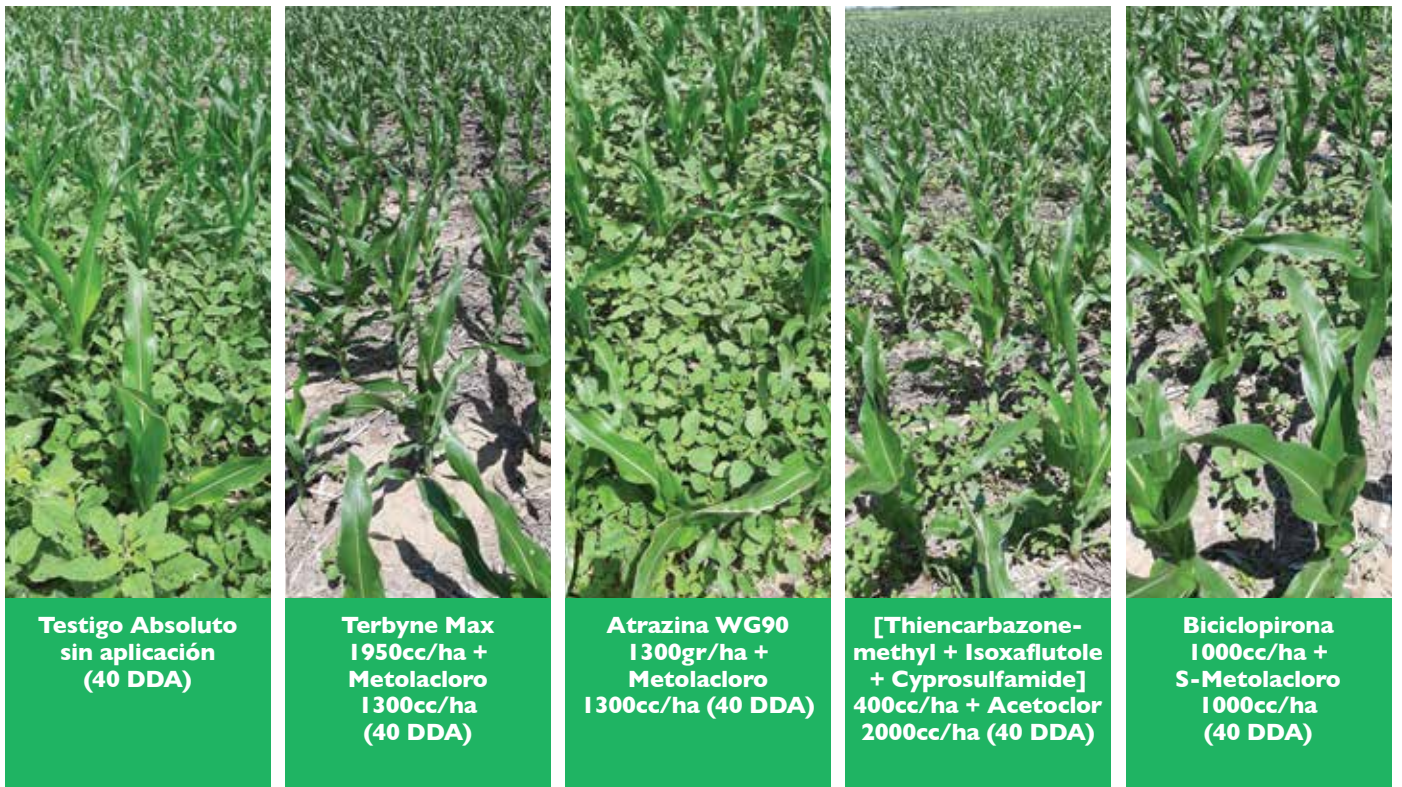 Testigo Absoluto
sin aplicación
(40 DDA)
Terbyne Max
1950cc/ha +
Metolacloro
1300cc/ha
(40 DDA)
Atrazina WG90
1300gr/ha +
Metolacloro
1300cc/ha (40 DDA)
[Thiencarbazone-
methyl + Isoxaflutole
+ Cyprosulfamide]
400cc/ha + Acetoclor
2000cc/ha (40 DDA)
Biciclopirona
1000cc/ha +
S-Metolacloro
1000cc/ha
(40 DDA)